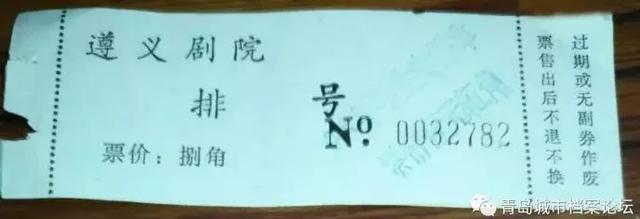 遵义剧院
排 号
No. 0032782
票价：捌角
过期或无副券作废
票售出后不退不换
青岛城市档案论坛